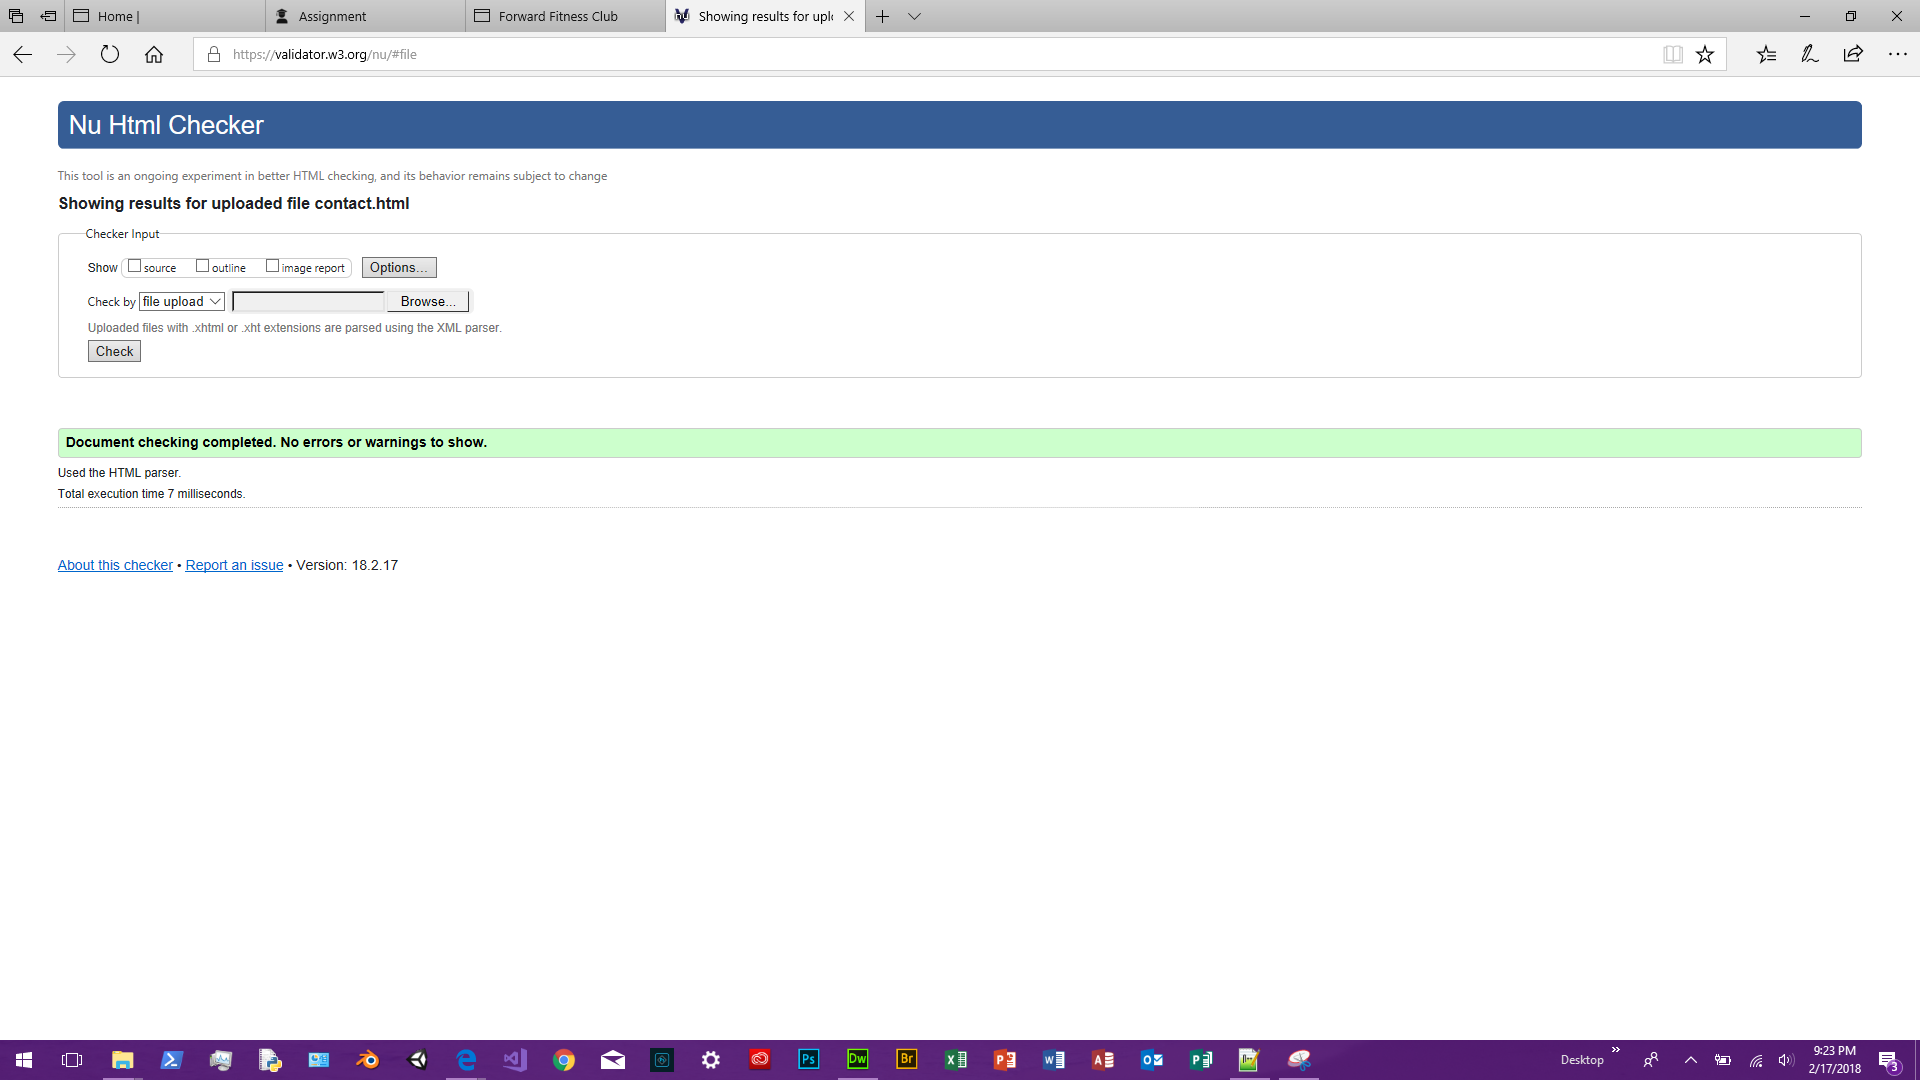 Home |
Assignment
Forward Fitness Club
Showing results for uplo
https://validator.w3.org/nu/#file
Nu Html Checker
This tool is an ongoing experiment in better HTML checking, and its behavior remains subject to change
Showing results for uploaded file contact.html
Checker Input
Show source outline image report Options...
Check by file upload Browse...
Uploaded files with .xhtml or .xht extensions are parsed using the XML parser.
Check
Document checking completed. No errors or warnings to show.
Used the HTML parser.
Total execution time 7 milliseconds.
About this checker • Report an issue • Version: 18.2.17
Ps Dw Br
Desktop
9:23 PM
2/17/2018
3